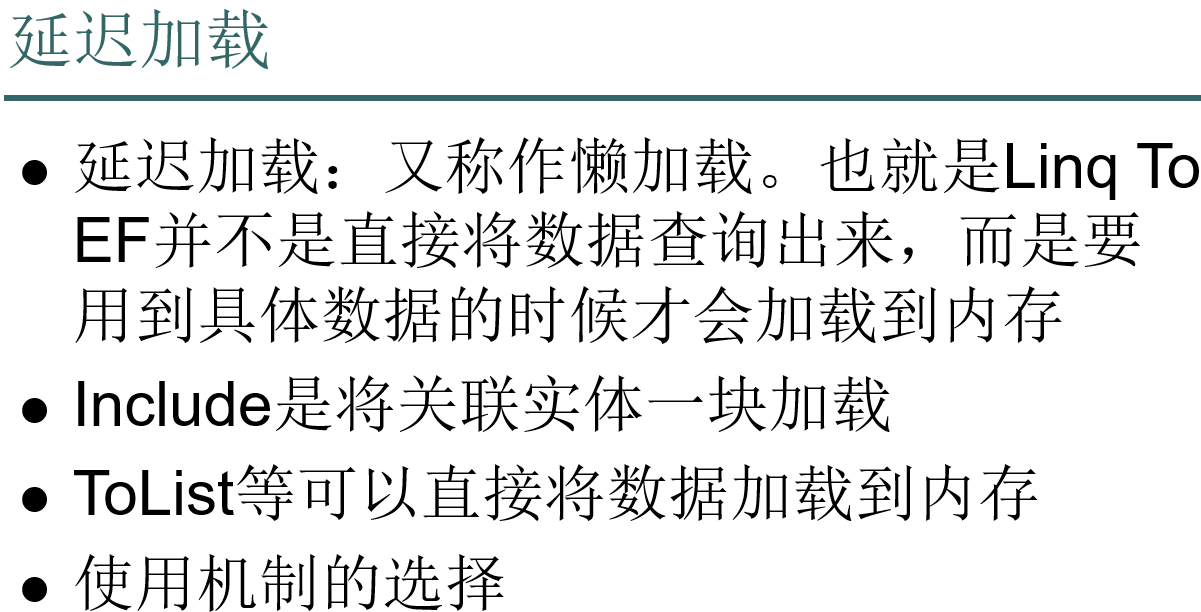 延迟加载
● 延迟加载：又称作懒加载。也就是Linq To
EF并不是直接将数据查询出来，而是要
用到具体数据的时候才会加载到内存
● Include是将关联实体一块加载
● ToList等可以直接将数据加载到内存
● 使用机制的选择